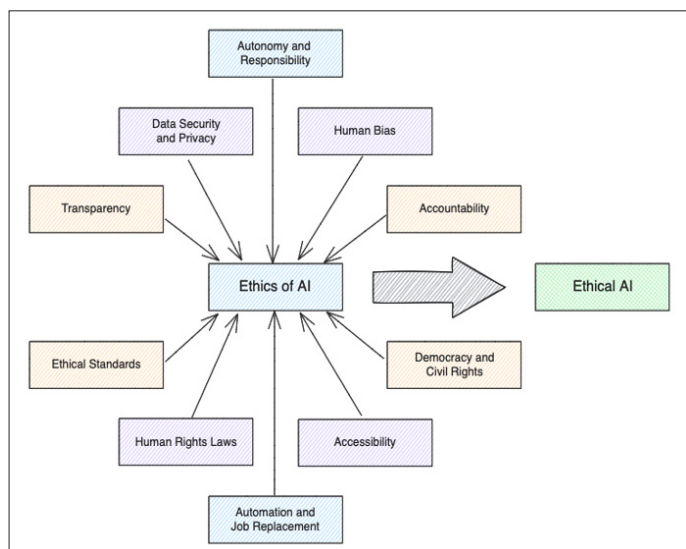 Autonomy and
Responsibility
Data Security
and Privacy
Human Bias
Transparency
Accountability
Ethics of AI
Ethical AI
Ethical Standards
Democracy and
Civil Rights
Human Rights Laws
Accessibility
Automation and
Job Replacement